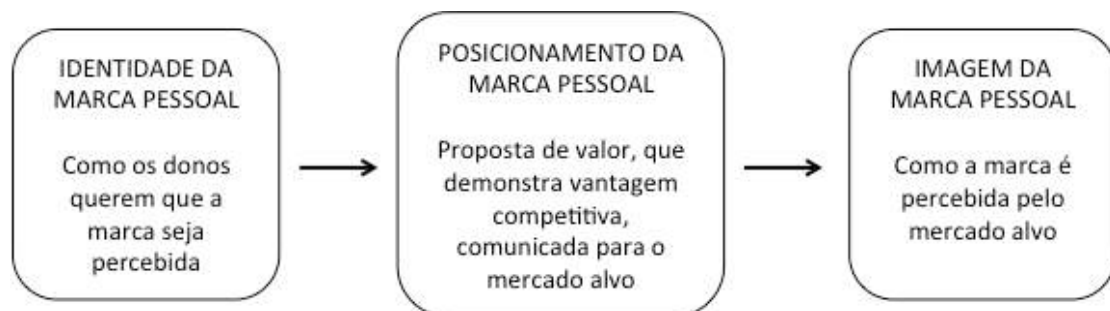 IDENTIDADE DA
MARCA PESSOAL
Como os donos
querem que a
marca seja
percebida
POSICIONAMENTO DA
MARCA PESSOAL
Proposta de valor, que
demonstra vantagem
competitiva,
comunicada para o
mercado alvo
IMAGEM DA
MARCA PESSOAL
Como a marca é
percebida pelo
mercado alvo